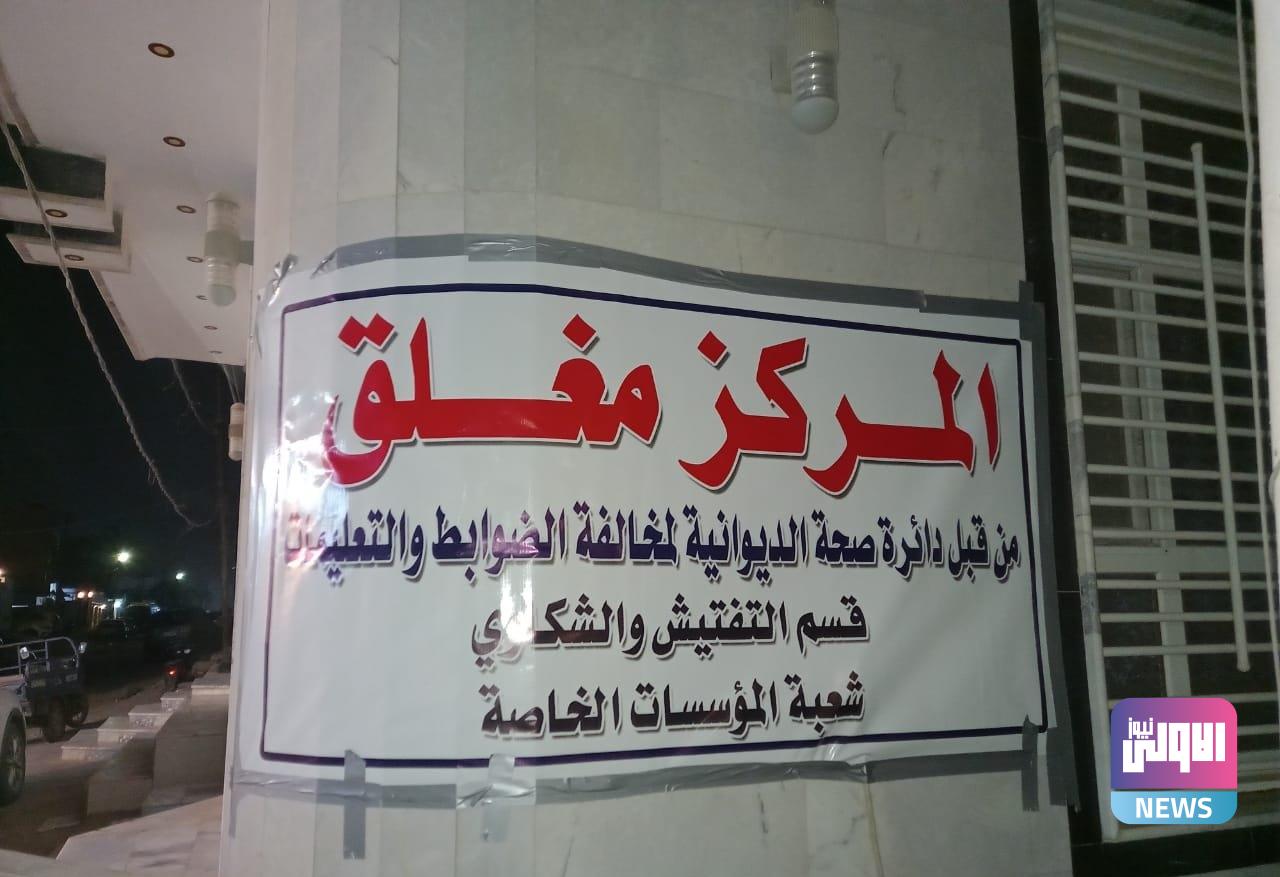 المركز مغلق
من قبل دائرة صحة الديوانية لمخالفة الضوابط والتعليمات
قسم التفتيش والشكاوي
شعبة المؤسسات الخاصة
الاولى نيوز
NEWS